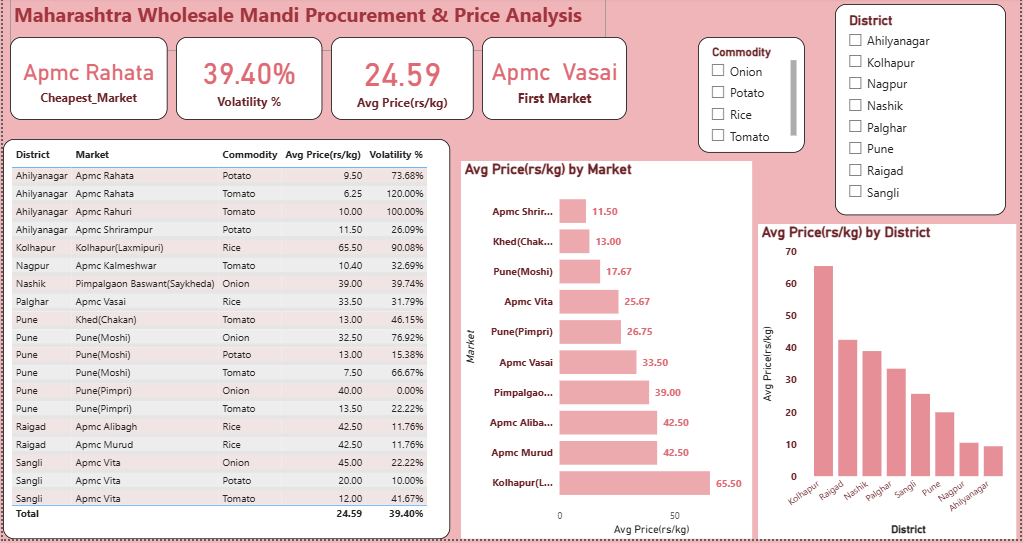 Maharashtra Wholesale Mandi Procurement & Price Analysis
Apmc Rahata
Cheapest_Market
39.40%
Volatility %
24.59
Avg Price(rs/kg)
Apmc Vasai
First Market
Commodity
Onion
Potato
Rice
Tomato
District
Ahilyanagar
Kolhapur
Nagpur
Nashik
Palghar
Pune
Raigad
Sangli
District Market Commodity Avg Price(rs/kg) Volatility %
Ahilyanagar Apmc Rahata Potato 9.50 73.68%
Ahilyanagar Apmc Rahata Tomato 6.25 120.00%
Ahilyanagar Apmc Rahuri Tomato 10.00 100.00%
Ahilyanagar Apmc Shrirampur Potato 11.50 26.09%
Kolhapur Kolhapur(Laxmipuri) Rice 65.50 90.08%
Nagpur Apmc Kalmeshwar Tomato 10.40 32.69%
Nashik Pimpalgaon Baswant(Saykheda) Onion 39.00 39.74%
Palghar Apmc Vasai Rice 33.50 31.79%
Pune Khed(Chakan) Tomato 13.00 46.15%
Pune Pune(Moshi) Onion 32.50 76.92%
Pune Pune(Moshi) Potato 13.00 15.38%
Pune Pune(Moshi) Tomato 7.50 66.67%
Pune Pune(Pimpri) Onion 40.00 0.00%
Pune Pune(Pimpri) Tomato 13.50 22.22%
Raigad Apmc Alibagh Rice 42.50 11.76%
Raigad Apmc Murud Rice 42.50 11.76%
Sangli Apmc Vita Onion 45.00 22.22%
Sangli Apmc Vita Potato 20.00 10.00%
Sangli Apmc Vita Tomato 12.00 41.67%
Total 24.59 39.40%
Avg Price(rs/kg) by Market
Market
Apmc Shrir... 11.50
Khed(Chak... 13.00
Pune(Moshi) 17.67
Apmc Vita 25.67
Pune(Pimpri) 26.75
Apmc Vasai 33.50
Pimpalgao... 39.00
Apmc Aliba... 42.50
Apmc Murud 42.50
Kolhapur(L... 65.50
0 50
Avg Price(rs/kg)
Avg Price(rs/kg) by District
Avg Price(rs/kg)
70
60
50
40
30
20
10
0
Kolhapur Raigad Nashik Palghar Sangli Pune Nagpur Ahilyanagar
District